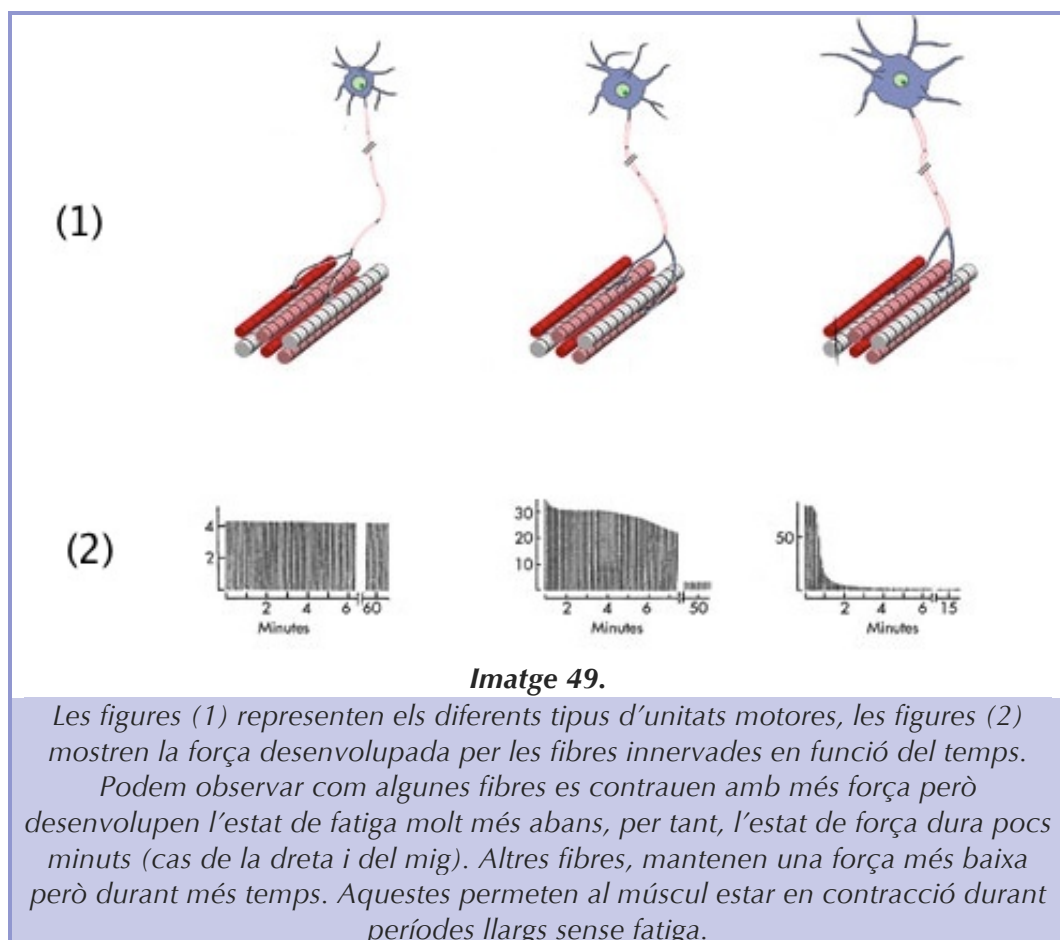 (1)
(2)
4
2
2 4 6 60
Minutes
30
20
10
2 4 6 50
Minutes
50
2 4 6 15
Minutes
Imatge 49.
Les figures (1) representen els diferents tipus d'unitats motores, les figures (2)
mostren la força desenvolupada per les fibres innervades en funció del temps.
Podem observar com algunes fibres es contrauen amb més força però
desenvolupen l'estat de fatiga molt més abans, per tant, l'estat de força dura pocs
minuts (cas de la dreta i del mig). Altres fibres, mantenen una força més baixa
però durant més temps. Aquestes permeten al múscul estar en contracció durant
períodes llargs sense fatiga.